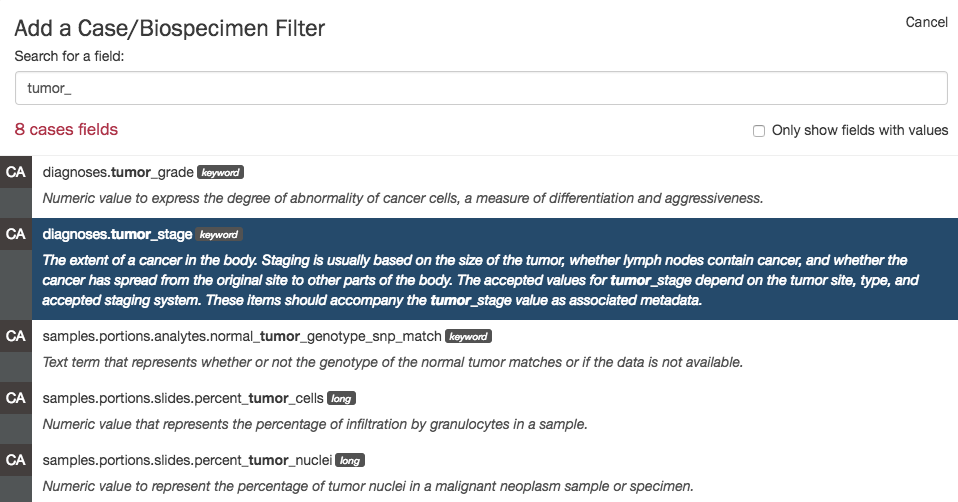 Add a Case/Biospecimen Filter
Cancel
Search for a field:
tumor_
8 cases fields
Only show fields with values
CA diagnoses.tumor_grade keyword
Numeric value to express the degree of abnormality of cancer cells, a measure of differentiation and aggressiveness.
CA diagnoses.tumor_stage keyword
The extent of a cancer in the body. Staging is usually based on the size of the tumor, whether lymph nodes contain cancer, and whether the
cancer has spread from the original site to other parts of the body. The accepted values for tumor_stage depend on the tumor site, type, and
accepted staging system. These items should accompany the tumor_stage value as associated metadata.
CA samples.portions.analytes.normal_tumor_genotype_snp_match keyword
Text term that represents whether or not the genotype of the normal tumor matches or if the data is not available.
CA samples.portions.slides.percent_tumor_cells long
Numeric value that represents the percentage of infiltration by granulocytes in a sample.
CA samples.portions.slides.percent_tumor_nuclei long
Numeric value to represent the percentage of tumor nuclei in a malignant neoplasm sample or specimen.